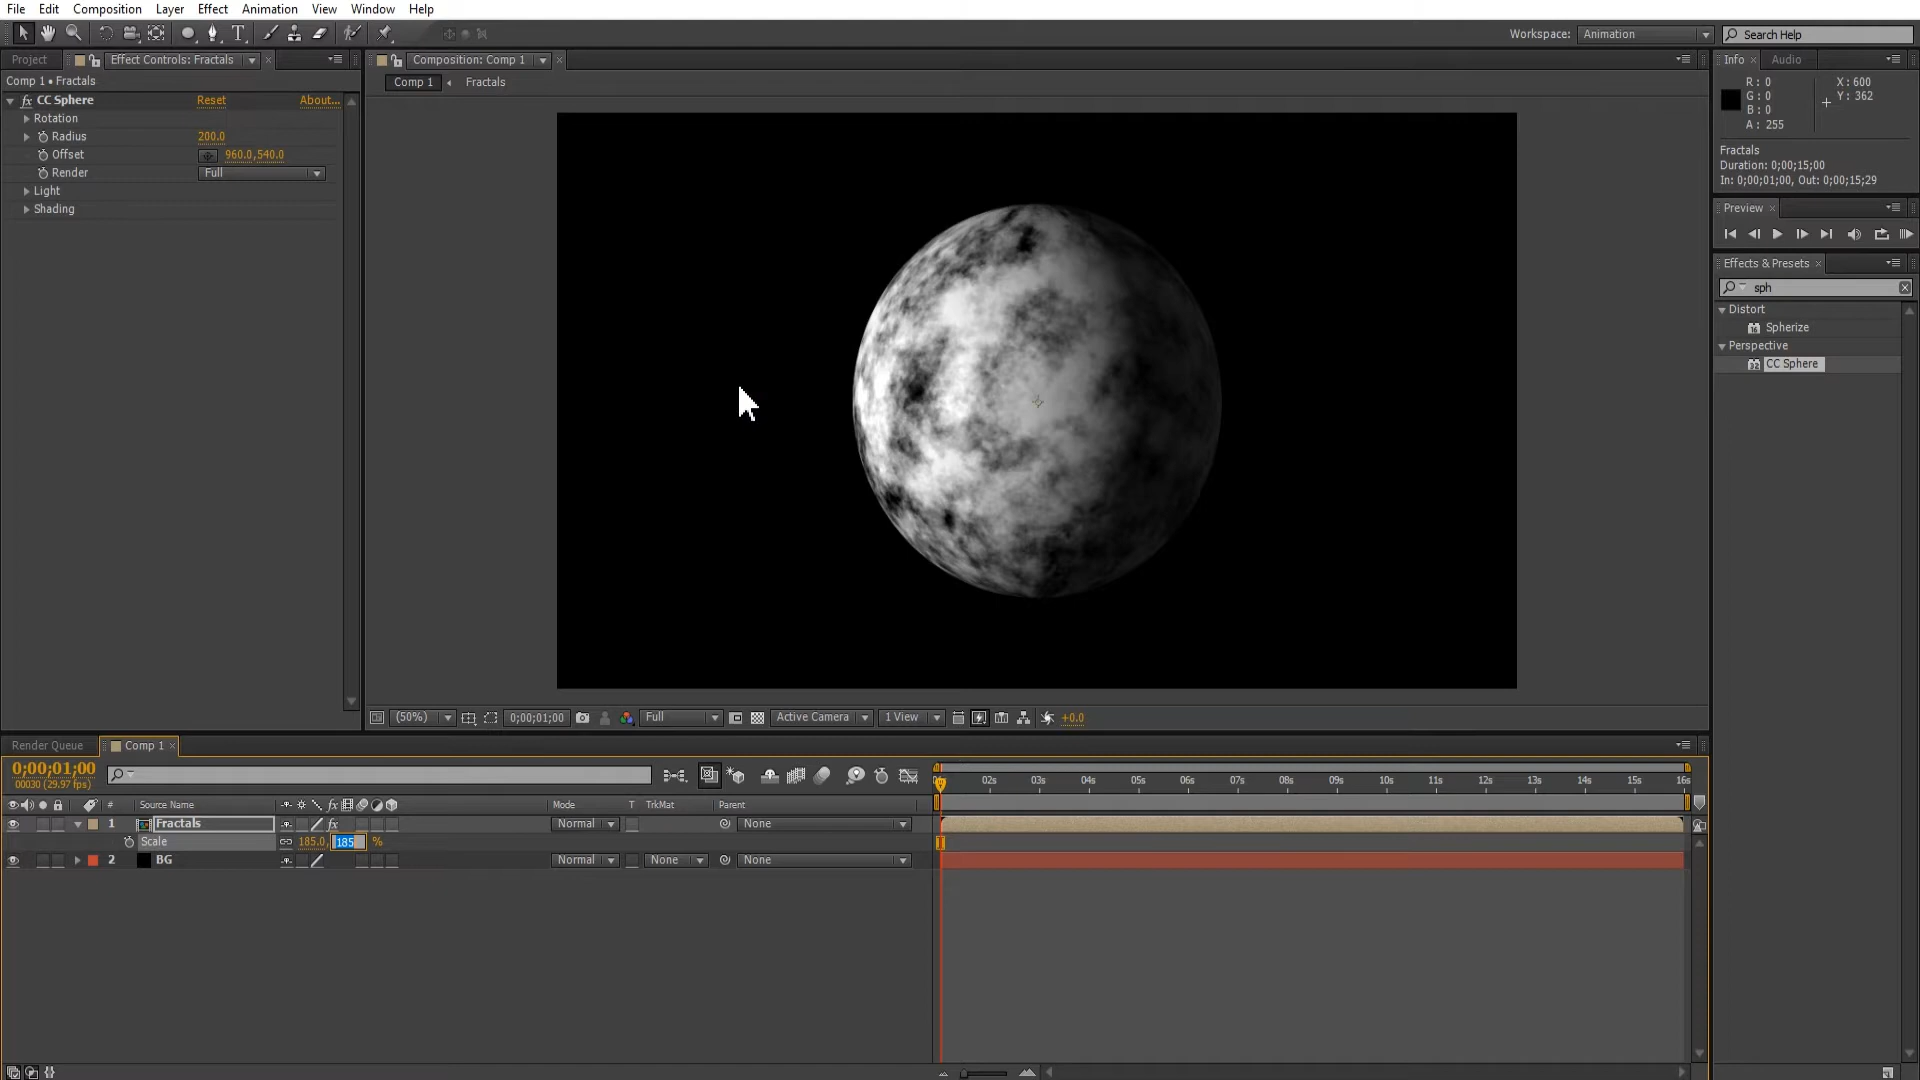 File Edit Composition Layer Effect Animation View Window Help
Workspace: Animation Search Help
Project Effect Controls: Fractals
Composition: Comp 1
Info Audio
Comp 1 • Fractals
Comp 1 Fractals
CC Sphere Reset About...
Rotation
Radius 200.0
Offset 960.0,540.0
Render Full
Light
Shading
R: 0 X: 600
G: 0 Y: 362
B: 0
A: 255
Fractals
Duration: 0;00;15;00
In: 0;00;01;00, Out: 0;00;15;29
Preview
Effects & Presets
sph
Distort
Spherize
Perspective
CC Sphere
(50%) 0;00;01;00 Full Active Camera 1 View +0.0
Render Queue Comp 1
0;00;01;00
00030 (29.97 fps)
02s 03s 04s 05s 06s 07s 08s 09s 10s 11s 12s 13s 14s 15s 16s
# Source Name fx Mode T TrkMat Parent
1 Fractals fx Normal None
Scale 185.0, 185 %
2 BG Normal None None